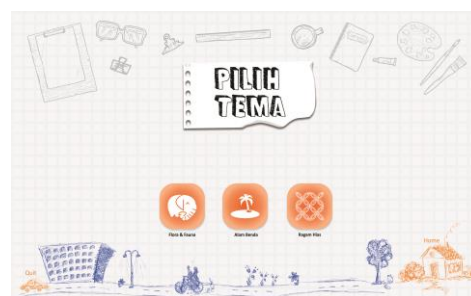 PILIH
TEMA
Flora & Fauna
Alam Benda
Ragam Hias
Quit
Home